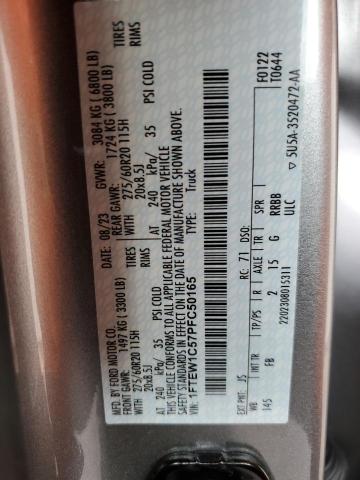 MFD. BY FORD MOTOR CO.
DATE: 08/23 GVWR: 3084 KG ( 6800 LB)
FRONT GAWR: 1497 KG ( 3300 LB) REAR GAWR: 1724 KG ( 3800 LB)
WITH 275/60R20 115H TIRES WITH 275/60R20 115H TIRES
20x8.5J RIMS 20x8.5J RIMS
AT 240 kPa/ 35 PSI COLD AT 240 kPa/ 35 PSI COLD
THIS VEHICLE CONFORMS TO ALL APPLICABLE FEDERAL MOTOR VEHICLE
SAFETY STANDARDS IN EFFECT ON THE DATE OF MANUFACTURE SHOWN ABOVE.
VIN: 1FTEW1C57PFC50165
TYPE: Truck
F0122
T0644
EXT PNT: JS RC: 71 DSO:
WB INT TR TP/PS R AXLE TR SPR
145 FB 2 15 G RRBB
ULC
2202308015311
▽ 5U5A-3520472-AA